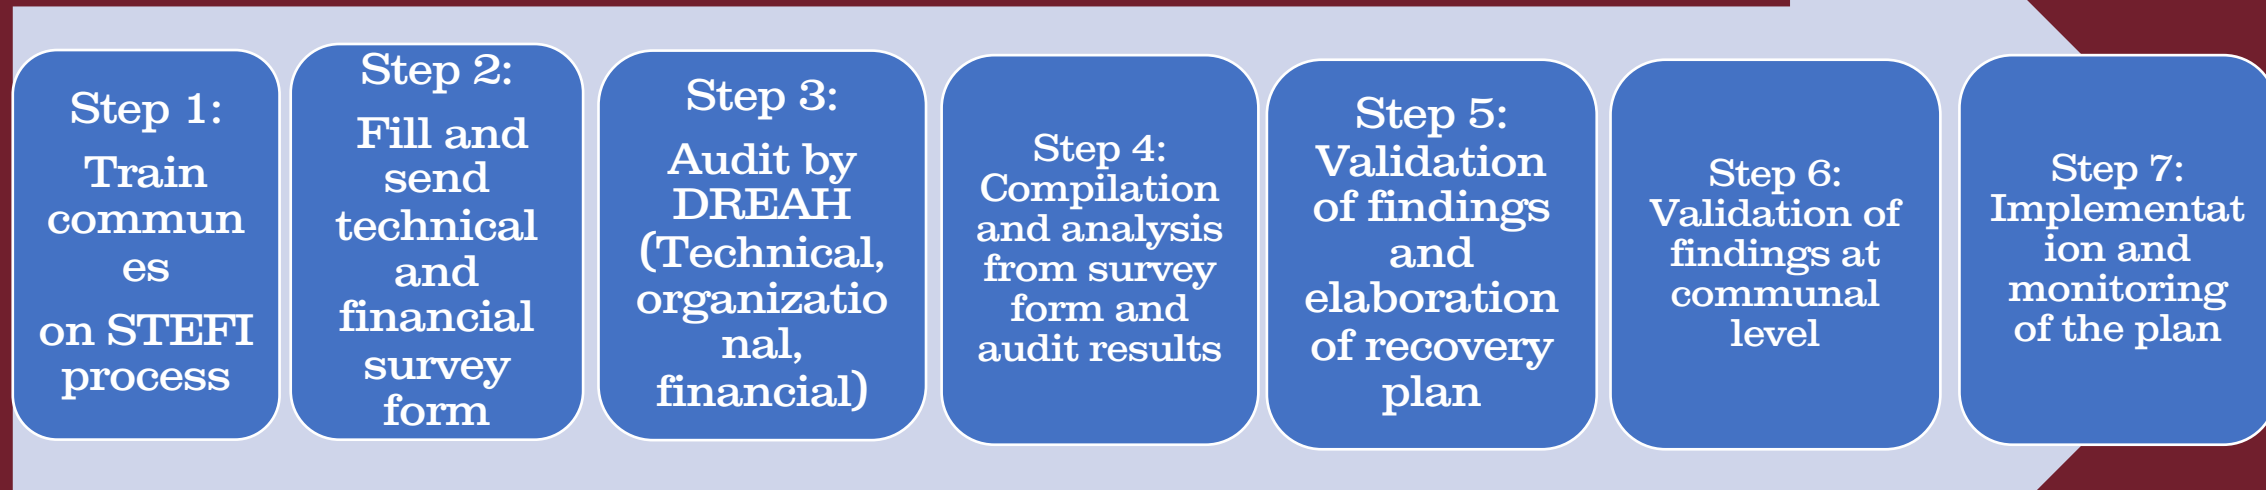 Step 1:
Train
commun
es
on STEFI
process
Step 2:
Fill and
send
technical
and
financial
survey
form
Step 3:
Audit by
DREAH
(Technical,
organizatio
nal,
financial)
Step 4:
Compilation
and analysis
from survey
form and
audit results
Step 5:
Validation
of findings
and
elaboration
of recovery
plan
Step 6:
Validation of
findings at
communal
level
Step 7:
Implementat
ion and
monitoring
of the plan